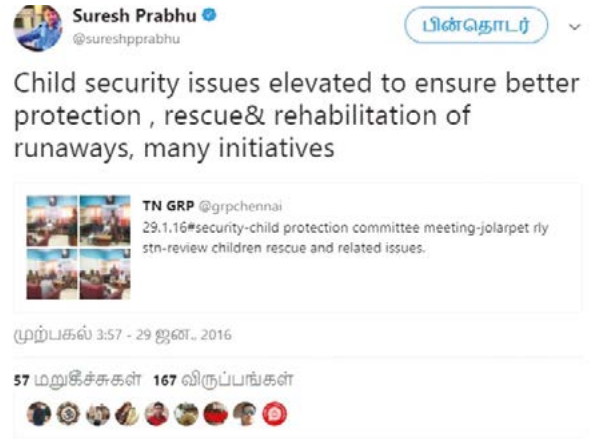 Suresh Prabhu
@sureshpprabhu
பின்தொடர்
Child security issues elevated to ensure better
protection , rescue& rehabilitation of
runaways, many initiatives
TN GRP @grpchennai
29.1.16#security-child protection committee meeting-jolarpet rly
stn-review children rescue and related issues.
முற்பகல் 3:57 - 29 ஜன., 2016
57 மறுகீச்சுகள் 167 விருப்பங்கள்